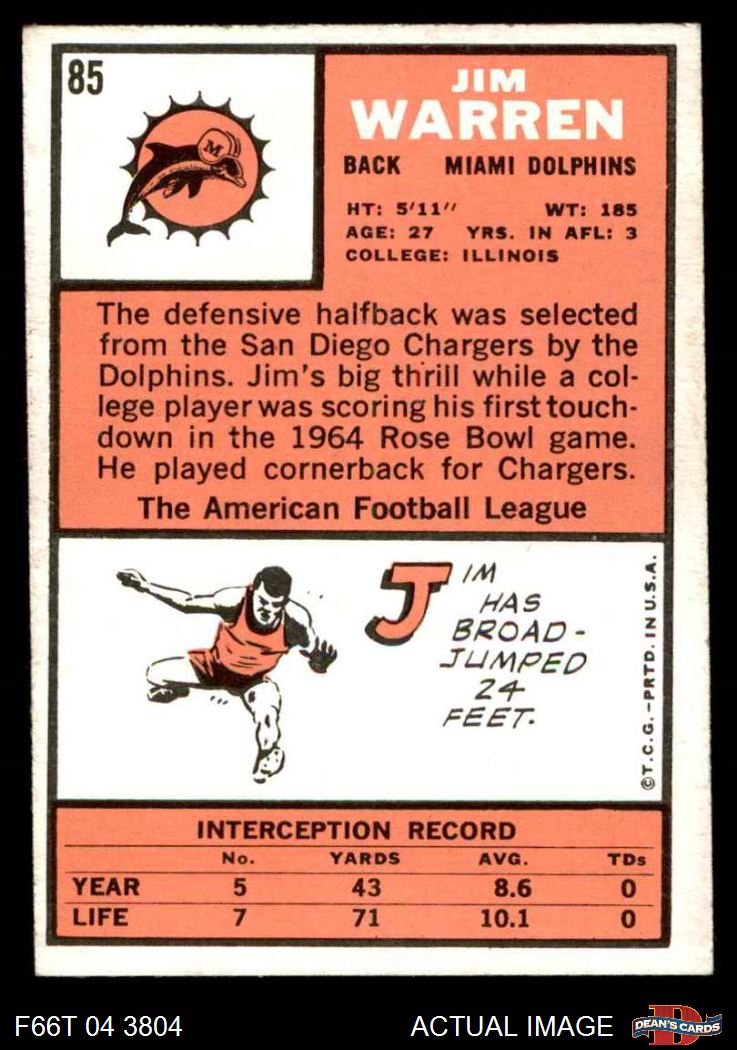 85
M
JIM
WARREN
BACK MIAMI DOLPHINS
HT: 5'11" WT: 185
AGE: 27 YRS. IN AFL: 3
COLLEGE: ILLINOIS
The defensive halfback was selected
from the San Diego Chargers by the
Dolphins. Jim's big thrill while a col-
lege player was scoring his first touch-
down in the 1964 Rose Bowl game.
He played cornerback for Chargers.
The American Football League
JIM
HAS
BROAD-
JUMPED
24
FEET.
©T.C.G.–PRTD. IN U.S.A.
INTERCEPTION RECORD
No. YARDS AVG. TDs
YEAR 5 43 8.6 0
LIFE 7 71 10.1 0
F66T 04 3804 ACTUAL IMAGE
D
DEAN'S CARDS